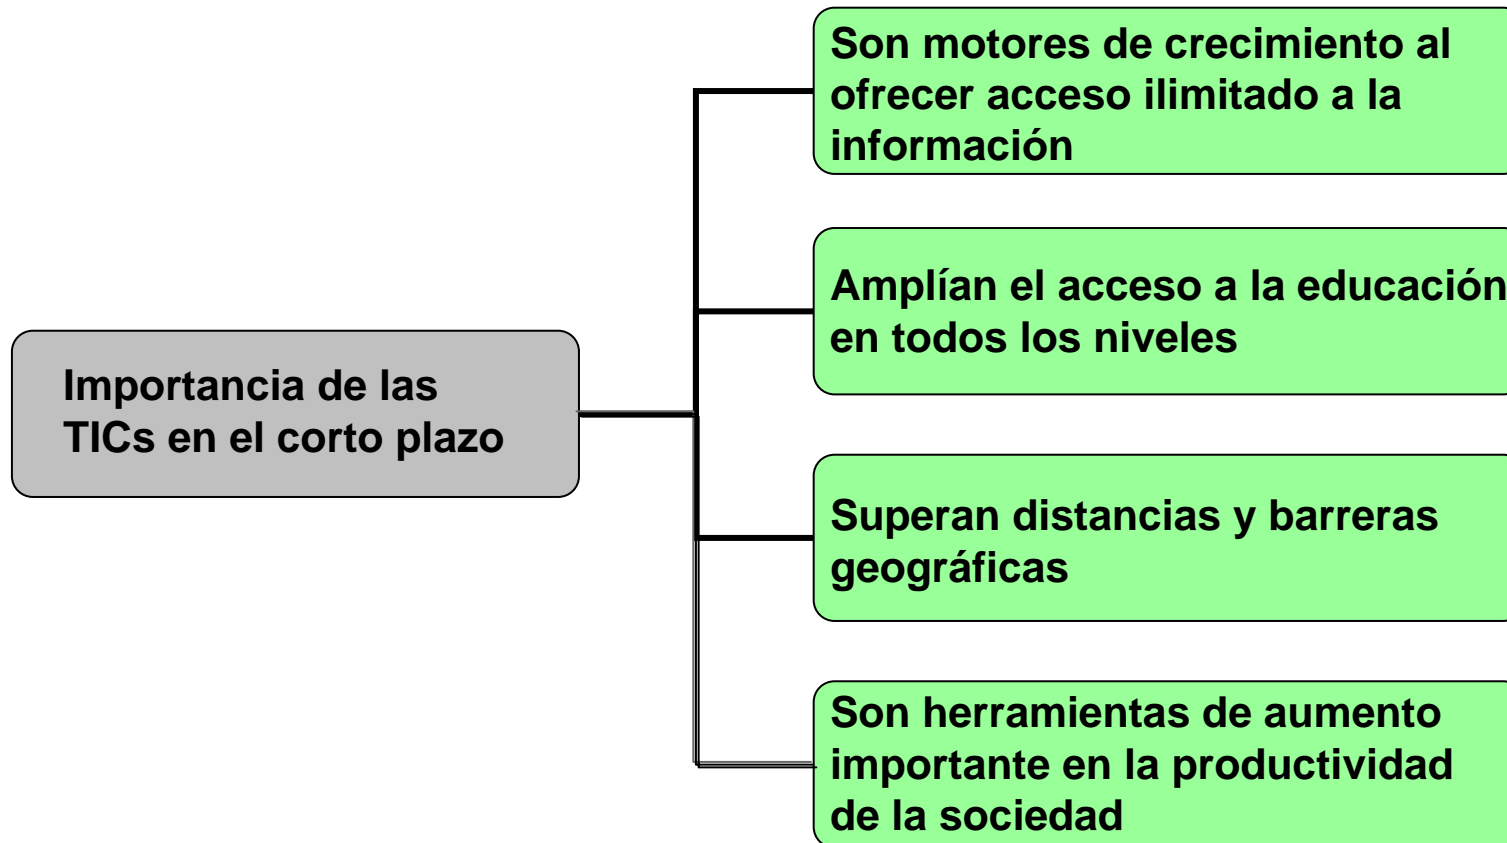 Son motores de crecimiento al
ofrecer acceso ilimitado a la
información
Amplían el acceso a la educación
en todos los niveles
Importancia de las
TICs en el corto plazo
Superan distancias y barreras
geográficas
Son herramientas de aumento
importante en la productividad
de la sociedad